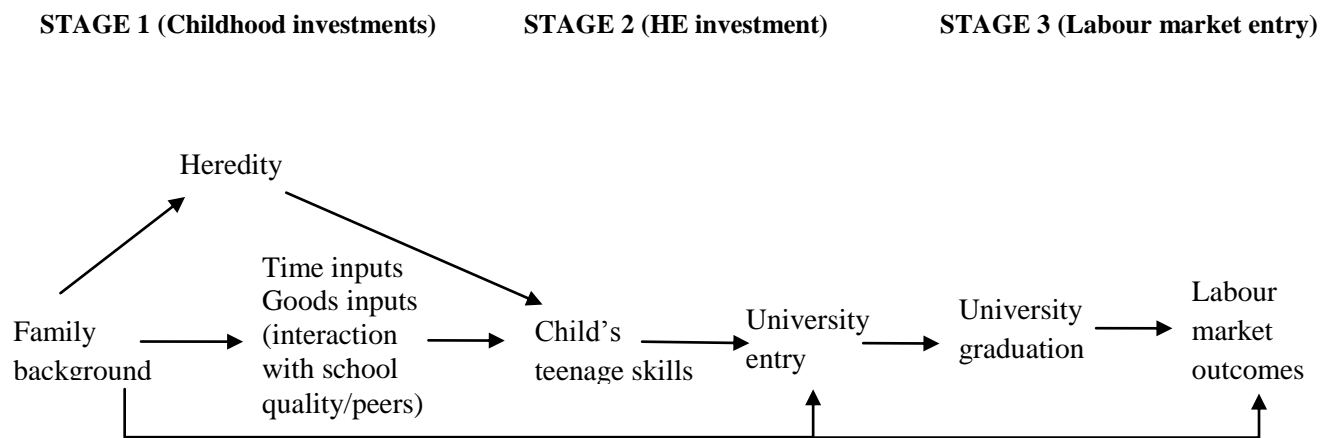 STAGE 1 (Childhood investments) STAGE 2 (HE investment) STAGE 3 (Labour market entry)
Heredity
Family
background
Time inputs
Goods inputs
(interaction
with school
quality/peers)
Child's
teenage skills
University
entry
University
graduation
Labour
market
outcomes